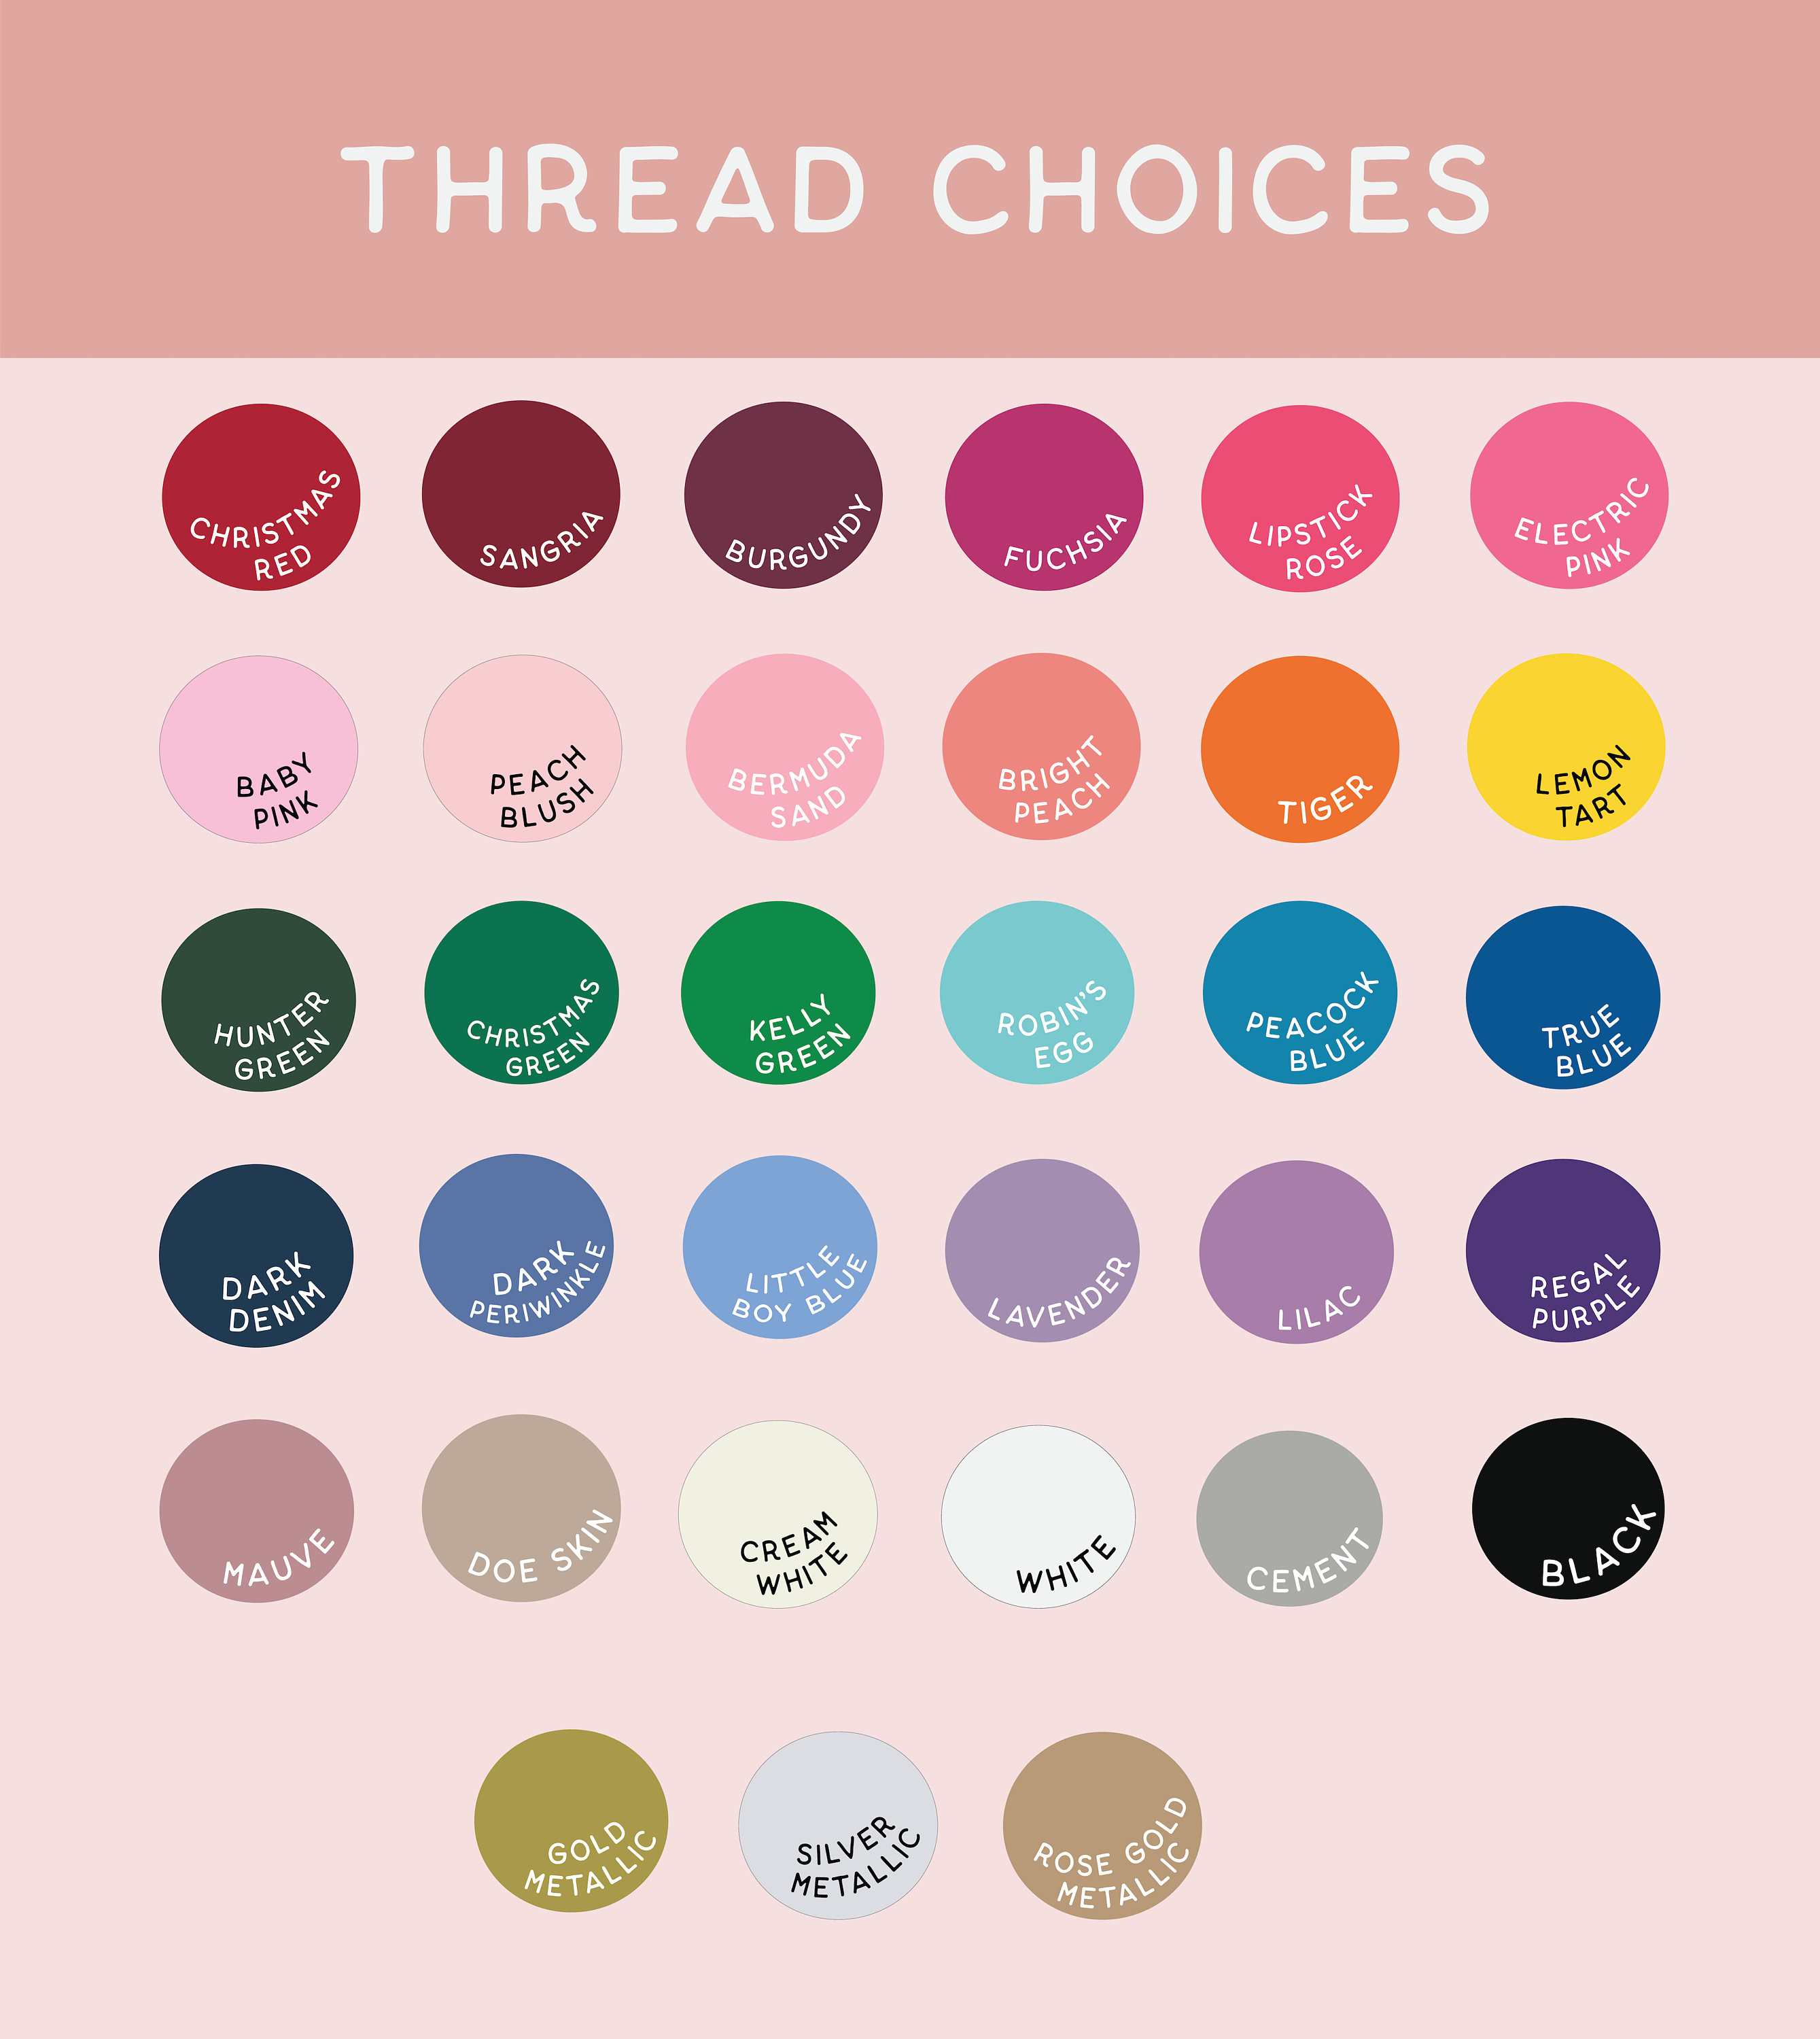 THREAD CHOICES
CHRISTMAS
RED
SANGRIA
BURGUNDY
FUCHSIA
LIPSTICK
ROSE
ELECTRIC
PINK
BABY
PINK
PEACH
BLUSH
BERMUDA
SAND
BRIGHT
PEACH
TIGER
LEMON
TART
HUNTER
GREEN
CHRISTMAS
GREEN
KELLY
GREEN
ROBIN'S
EGG
PEACOCK
BLUE
TRUE
BLUE
DARK
DENIM
DARK
PERIWINKLE
LITTLE
BOY BLUE
LAVENDER
LILAC
REGAL
PURPLE
MAUVE
DOE SKIN
CREAM
WHITE
WHITE
CEMENT
BLACK
GOLD
METALLIC
SILVER
METALLIC
ROSE GOLD
METALLIC